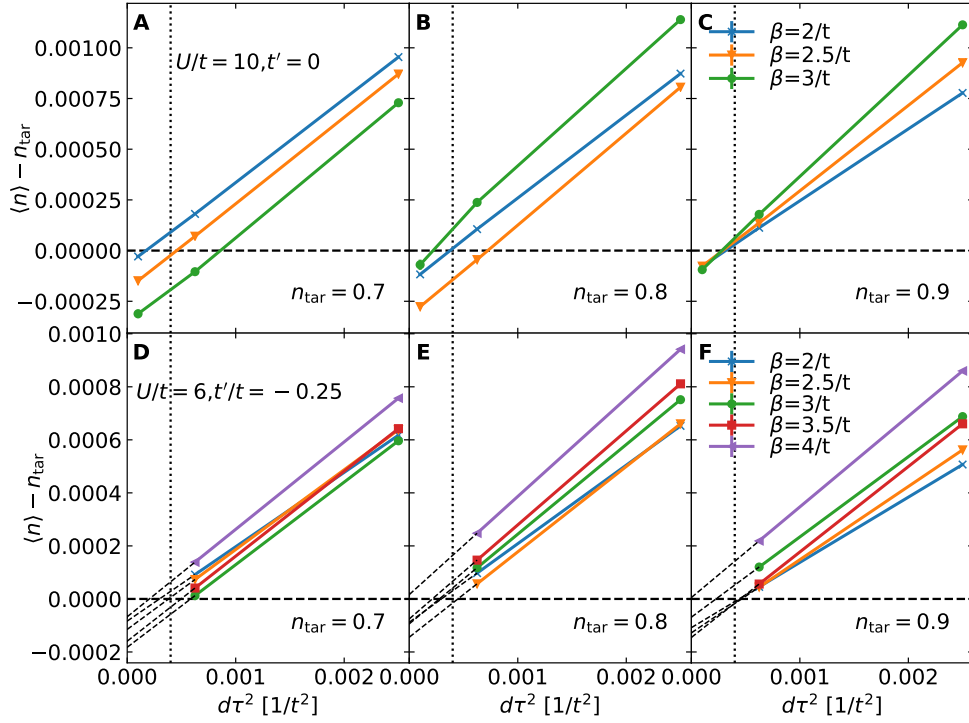 A
B
C
U/t = 10,t′ = 0
β=2/t
β=2.5/t
β=3/t
0.00100
0.00075
0.00050
0.00025
0.00000
−0.00025
⟨n⟩ − n_tar
n_tar = 0.7
n_tar = 0.8
n_tar = 0.9
D
E
F
U/t = 6,t′/t = −0.25
β=2/t
β=2.5/t
β=3/t
β=3.5/t
β=4/t
0.0010
0.0008
0.0006
0.0004
0.0002
0.0000
−0.0002
⟨n⟩ − n_tar
n_tar = 0.7
n_tar = 0.8
n_tar = 0.9
0.000 0.001 0.002 0.000 0.001 0.002 0.000 0.001 0.002
dτ² [1/t²]
dτ² [1/t²]
dτ² [1/t²]